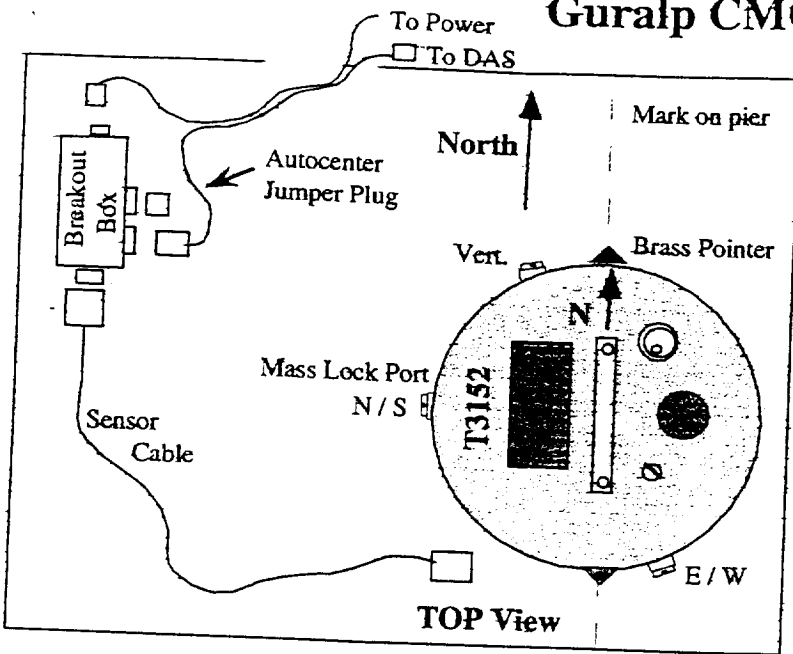 Guralp CM
To Power
To DAS
North
Mark on pier
Autocenter
Jumper Plug
Breakout
Box
Vert.
Brass Pointer
N
Mass Lock Port
N / S
T3152
Sensor
Cable
E / W
TOP View